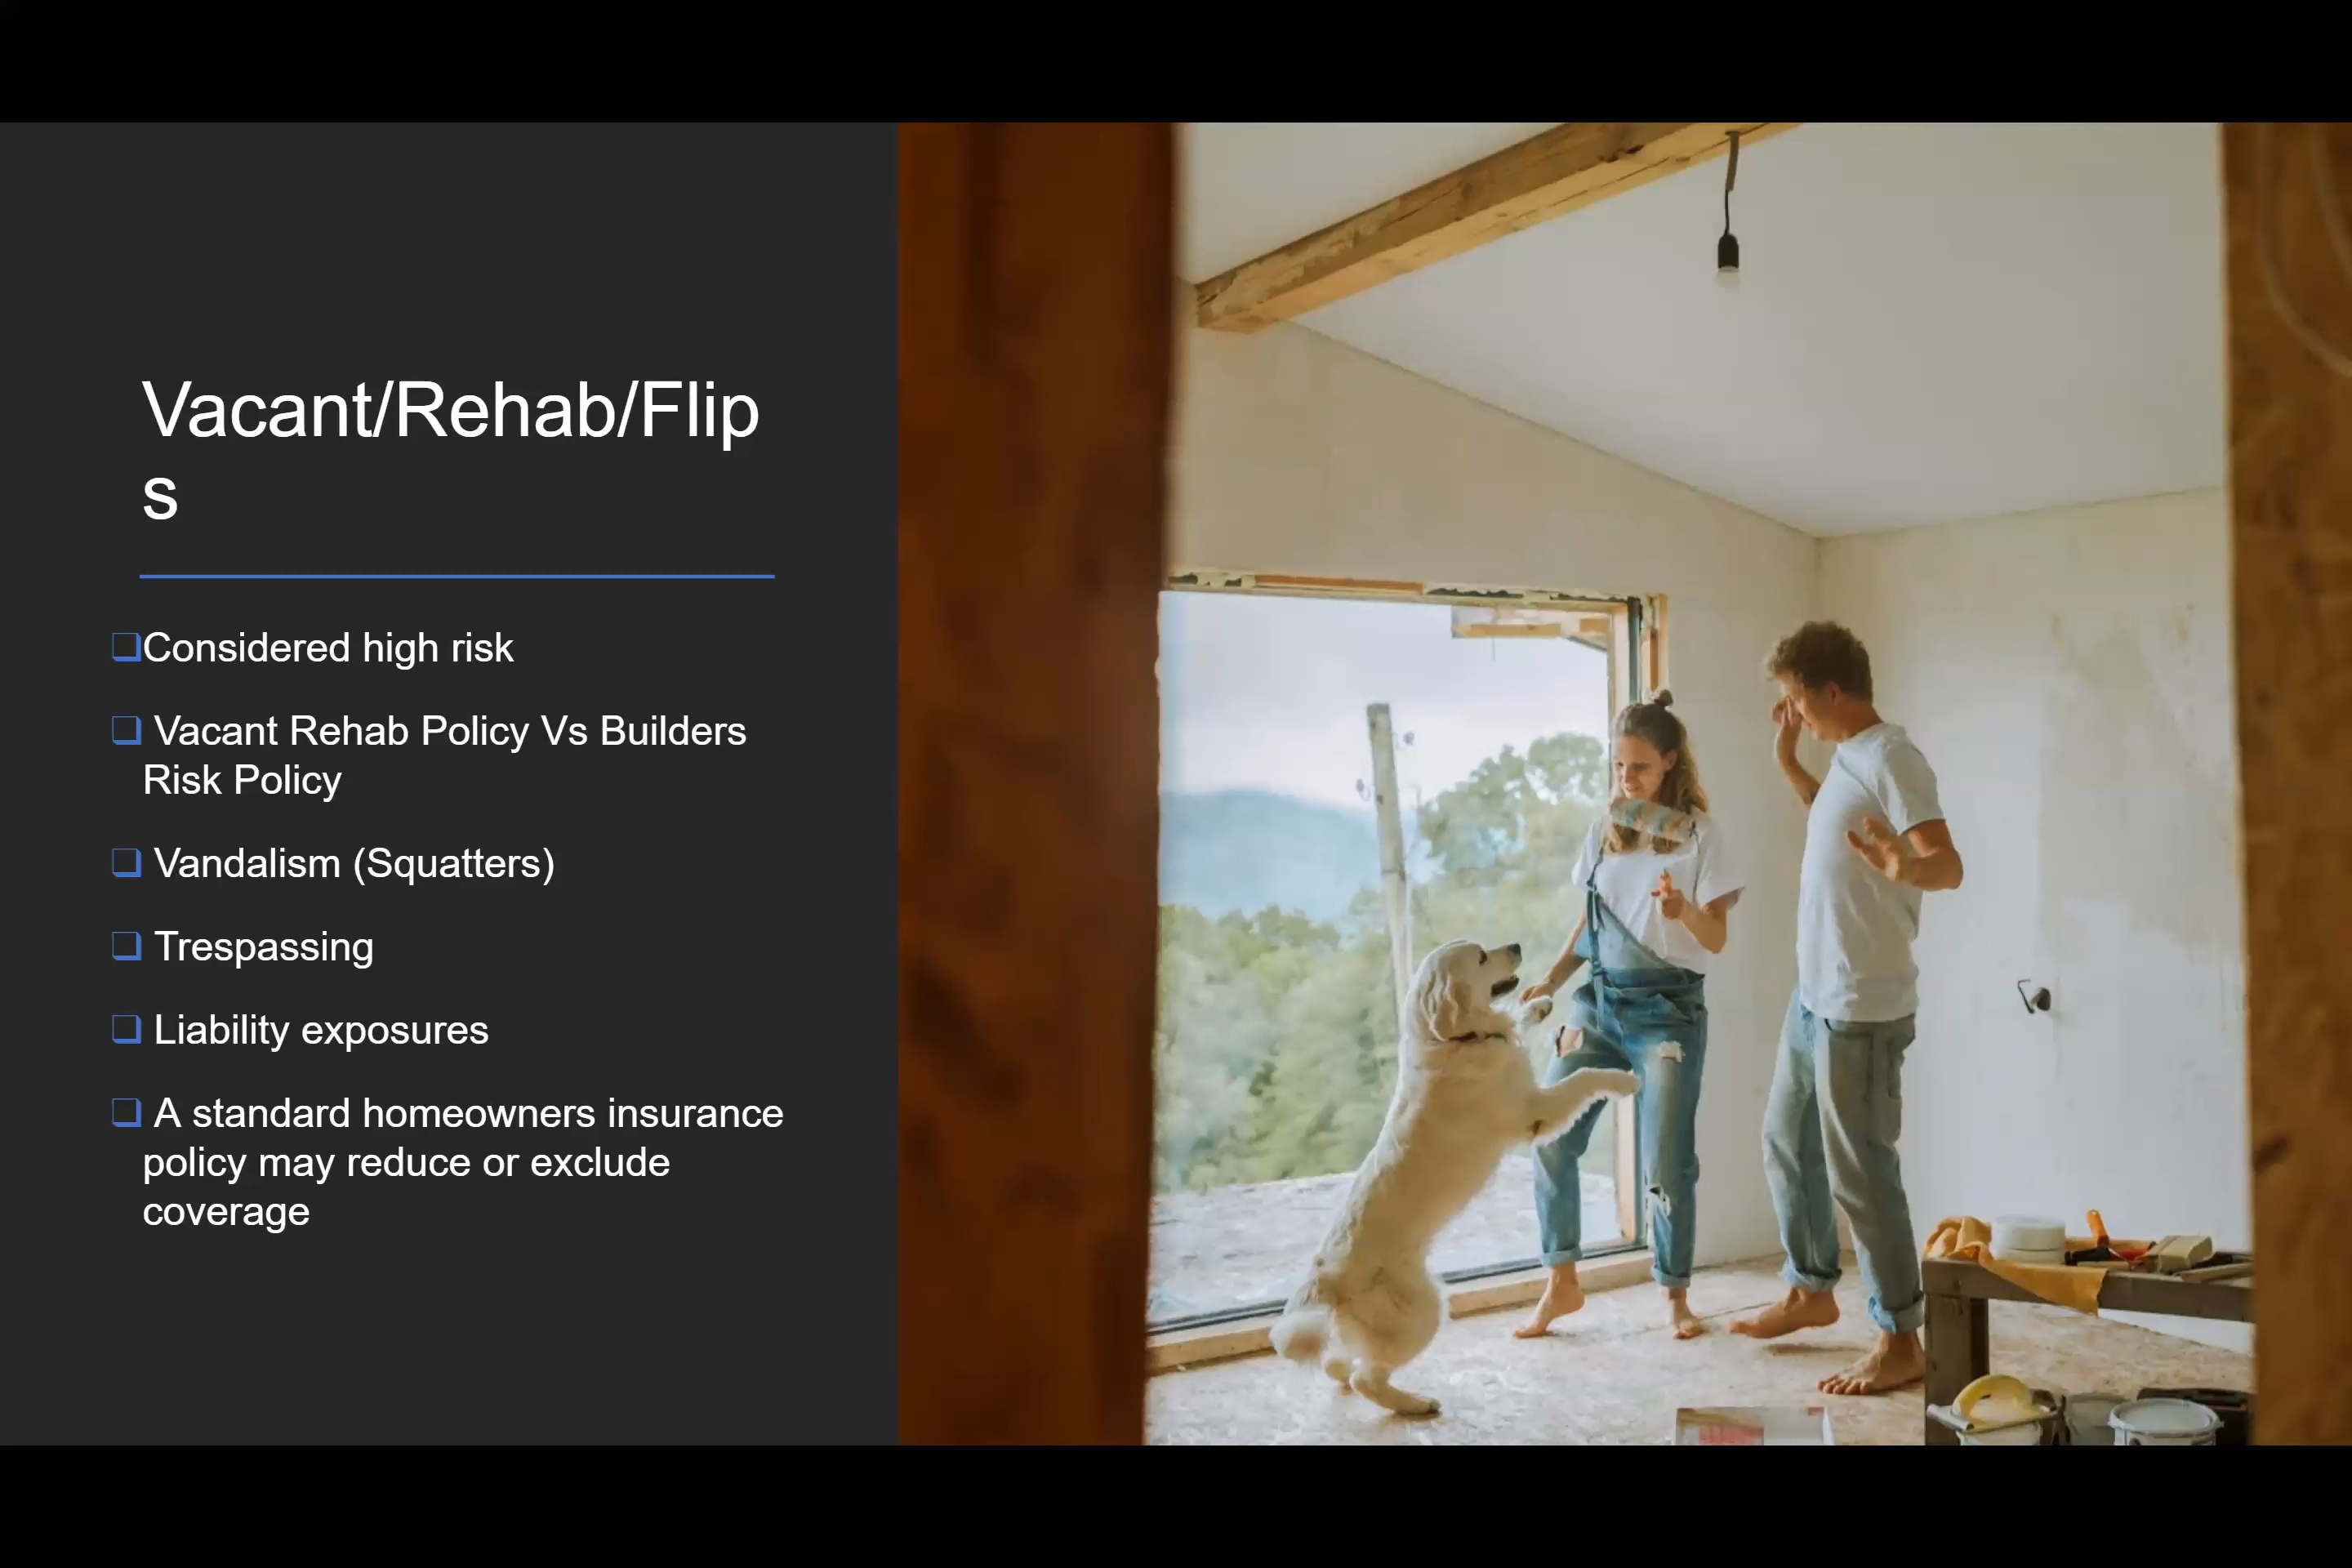 Vacant/Rehab/Flip
s
❑Considered high risk
❑ Vacant Rehab Policy Vs Builders
Risk Policy
❑ Vandalism (Squatters)
❑ Trespassing
❑ Liability exposures
❑ A standard homeowners insurance
policy may reduce or exclude
coverage